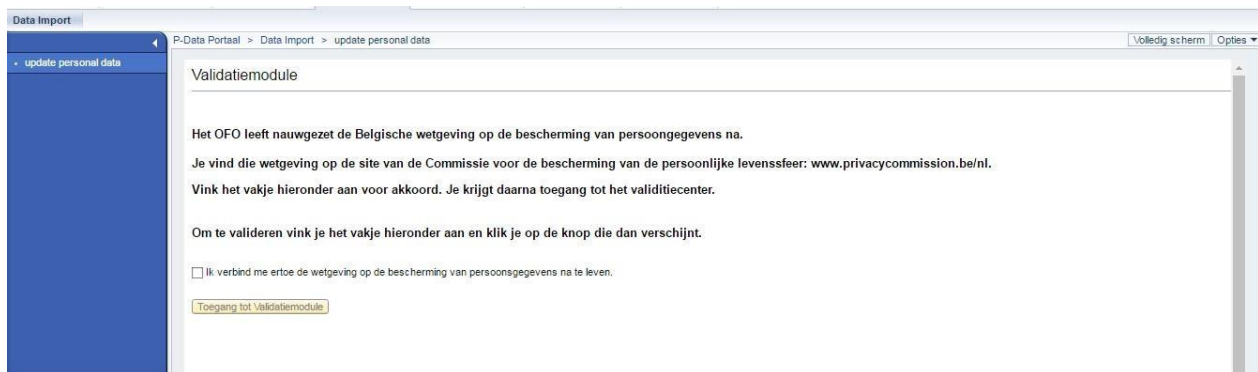 Data Import
P-Data Portaal > Data Import > update personal data
Volledig scherm
Opties
update personal data
Validatiemodule
Het OFO leeft nauwgezet de Belgische wetgeving op de bescherming van persoongegevens na.
Je vind die wetgeving op de site van de Commissie voor de bescherming van de persoonlijke levenssfeer: www.privacycommission.be/nl.
Vink het vakje hieronder aan voor akkoord. Je krijgt daarna toegang tot het validitiecenter.
Om te valideren vink je het vakje hieronder aan en klik je op de knop die dan verschijnt.
Ik verbind me ertoe de wetgeving op de bescherming van persoonsgegevens na te leven.
Toegang tot Validatiemodule